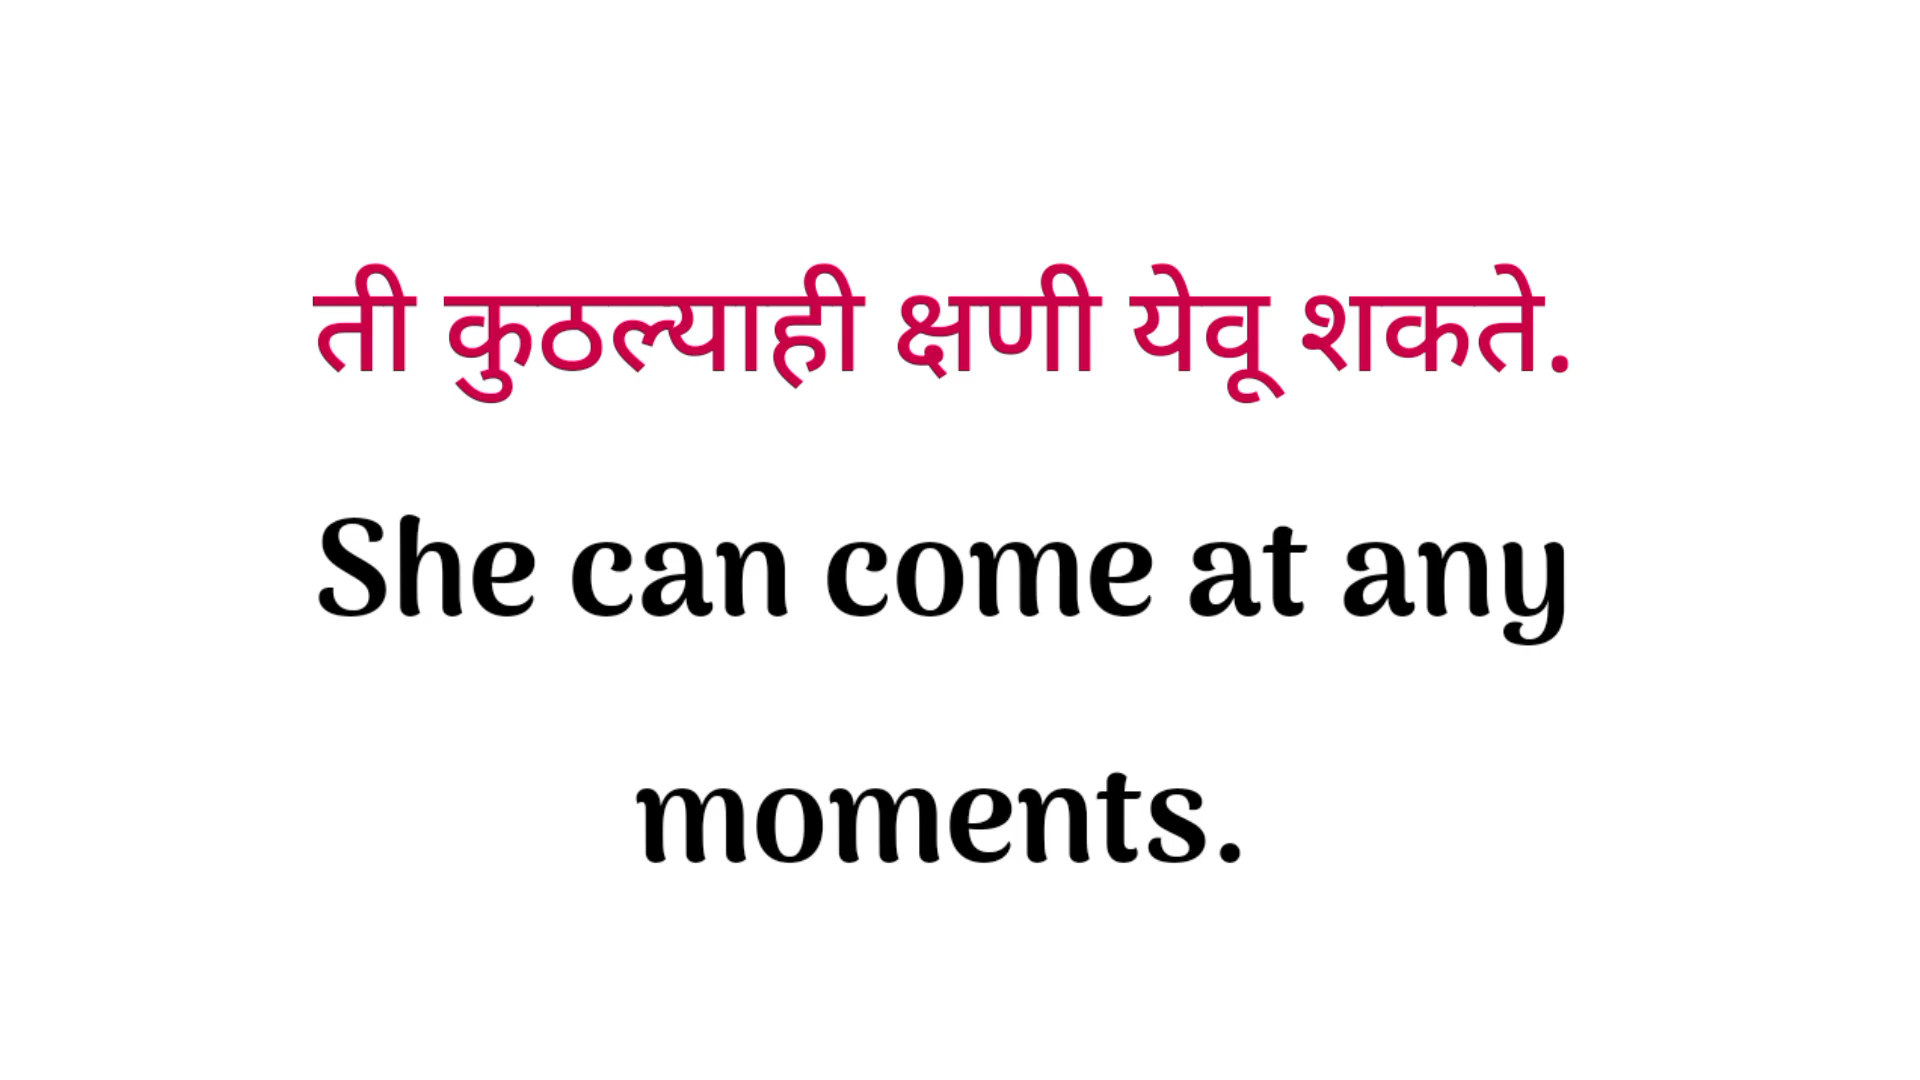 ती कुठल्याही क्षणी येवू शकते.
She can come at any
moments.